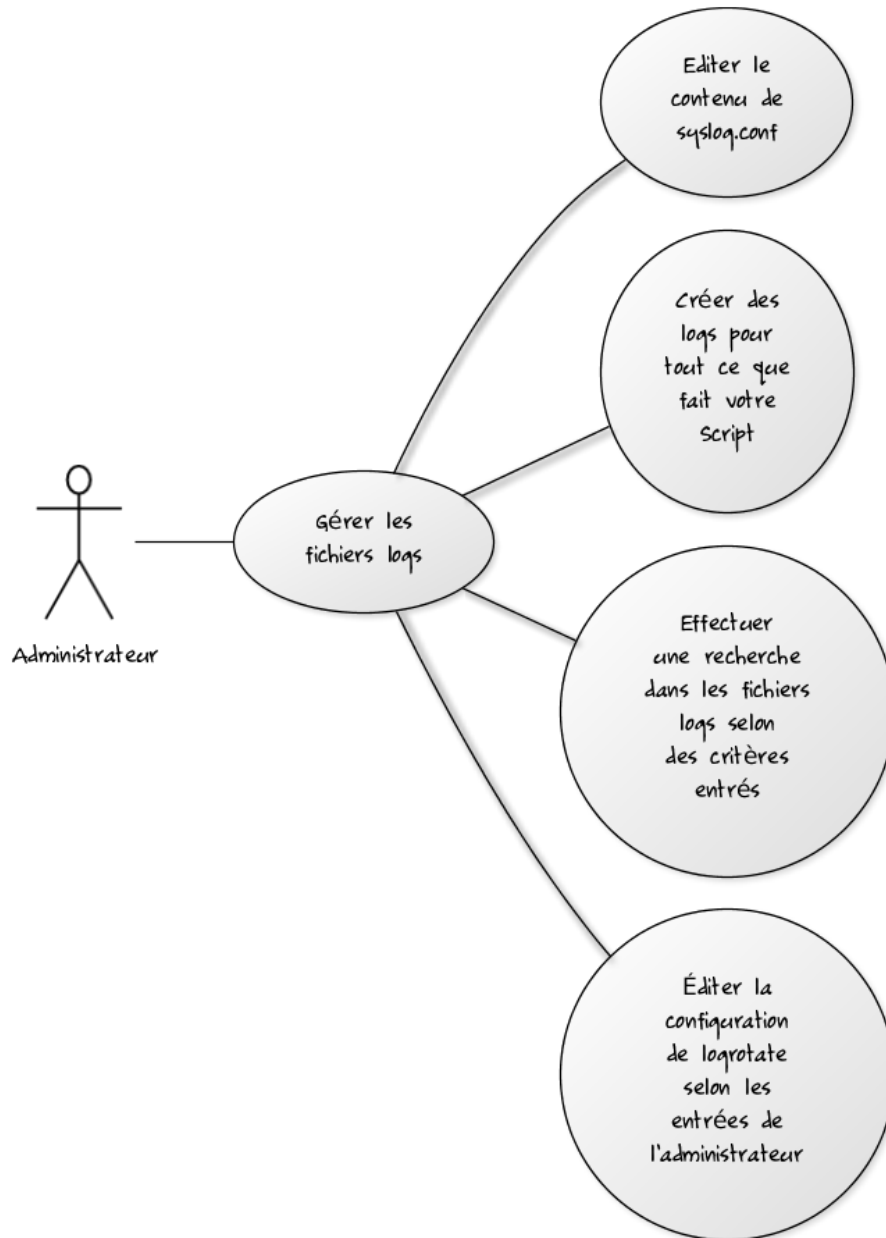 Editer le
contenu de
syslog.conf
Créer des
logs pour
tout ce que
fait votre
Script
Gérer les
fichiers logs
Administrateur
Effectuer
une recherche
dans les fichiers
logs selon
des critères
entrés
Éditer la
configuration
de logrotate
selon les
entrées de
l'administrateur